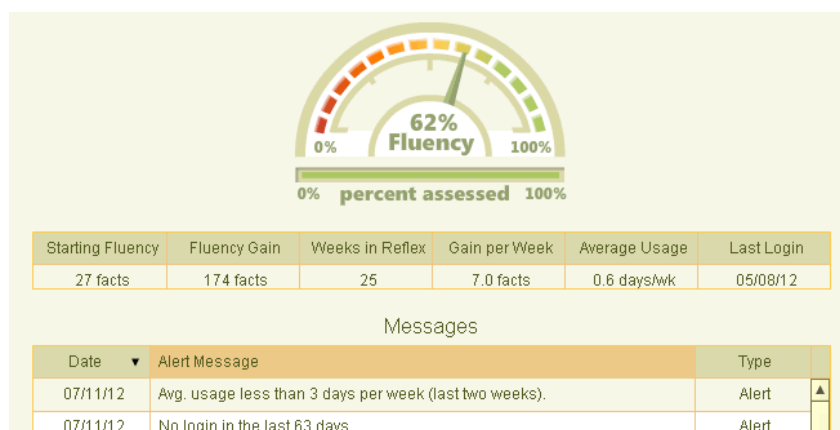 62%
Fluency
0% 100%
0% percent assessed 100%
Starting Fluency Fluency Gain Weeks in Reflex Gain per Week Average Usage Last Login
27 facts 174 facts 25 7.0 facts 0.6 days/wk 05/08/12
Messages
Date Alert Message Type
07/11/12 Avg. usage less than 3 days per week (last two weeks). Alert
07/11/12 No login in the last 63 days Alert